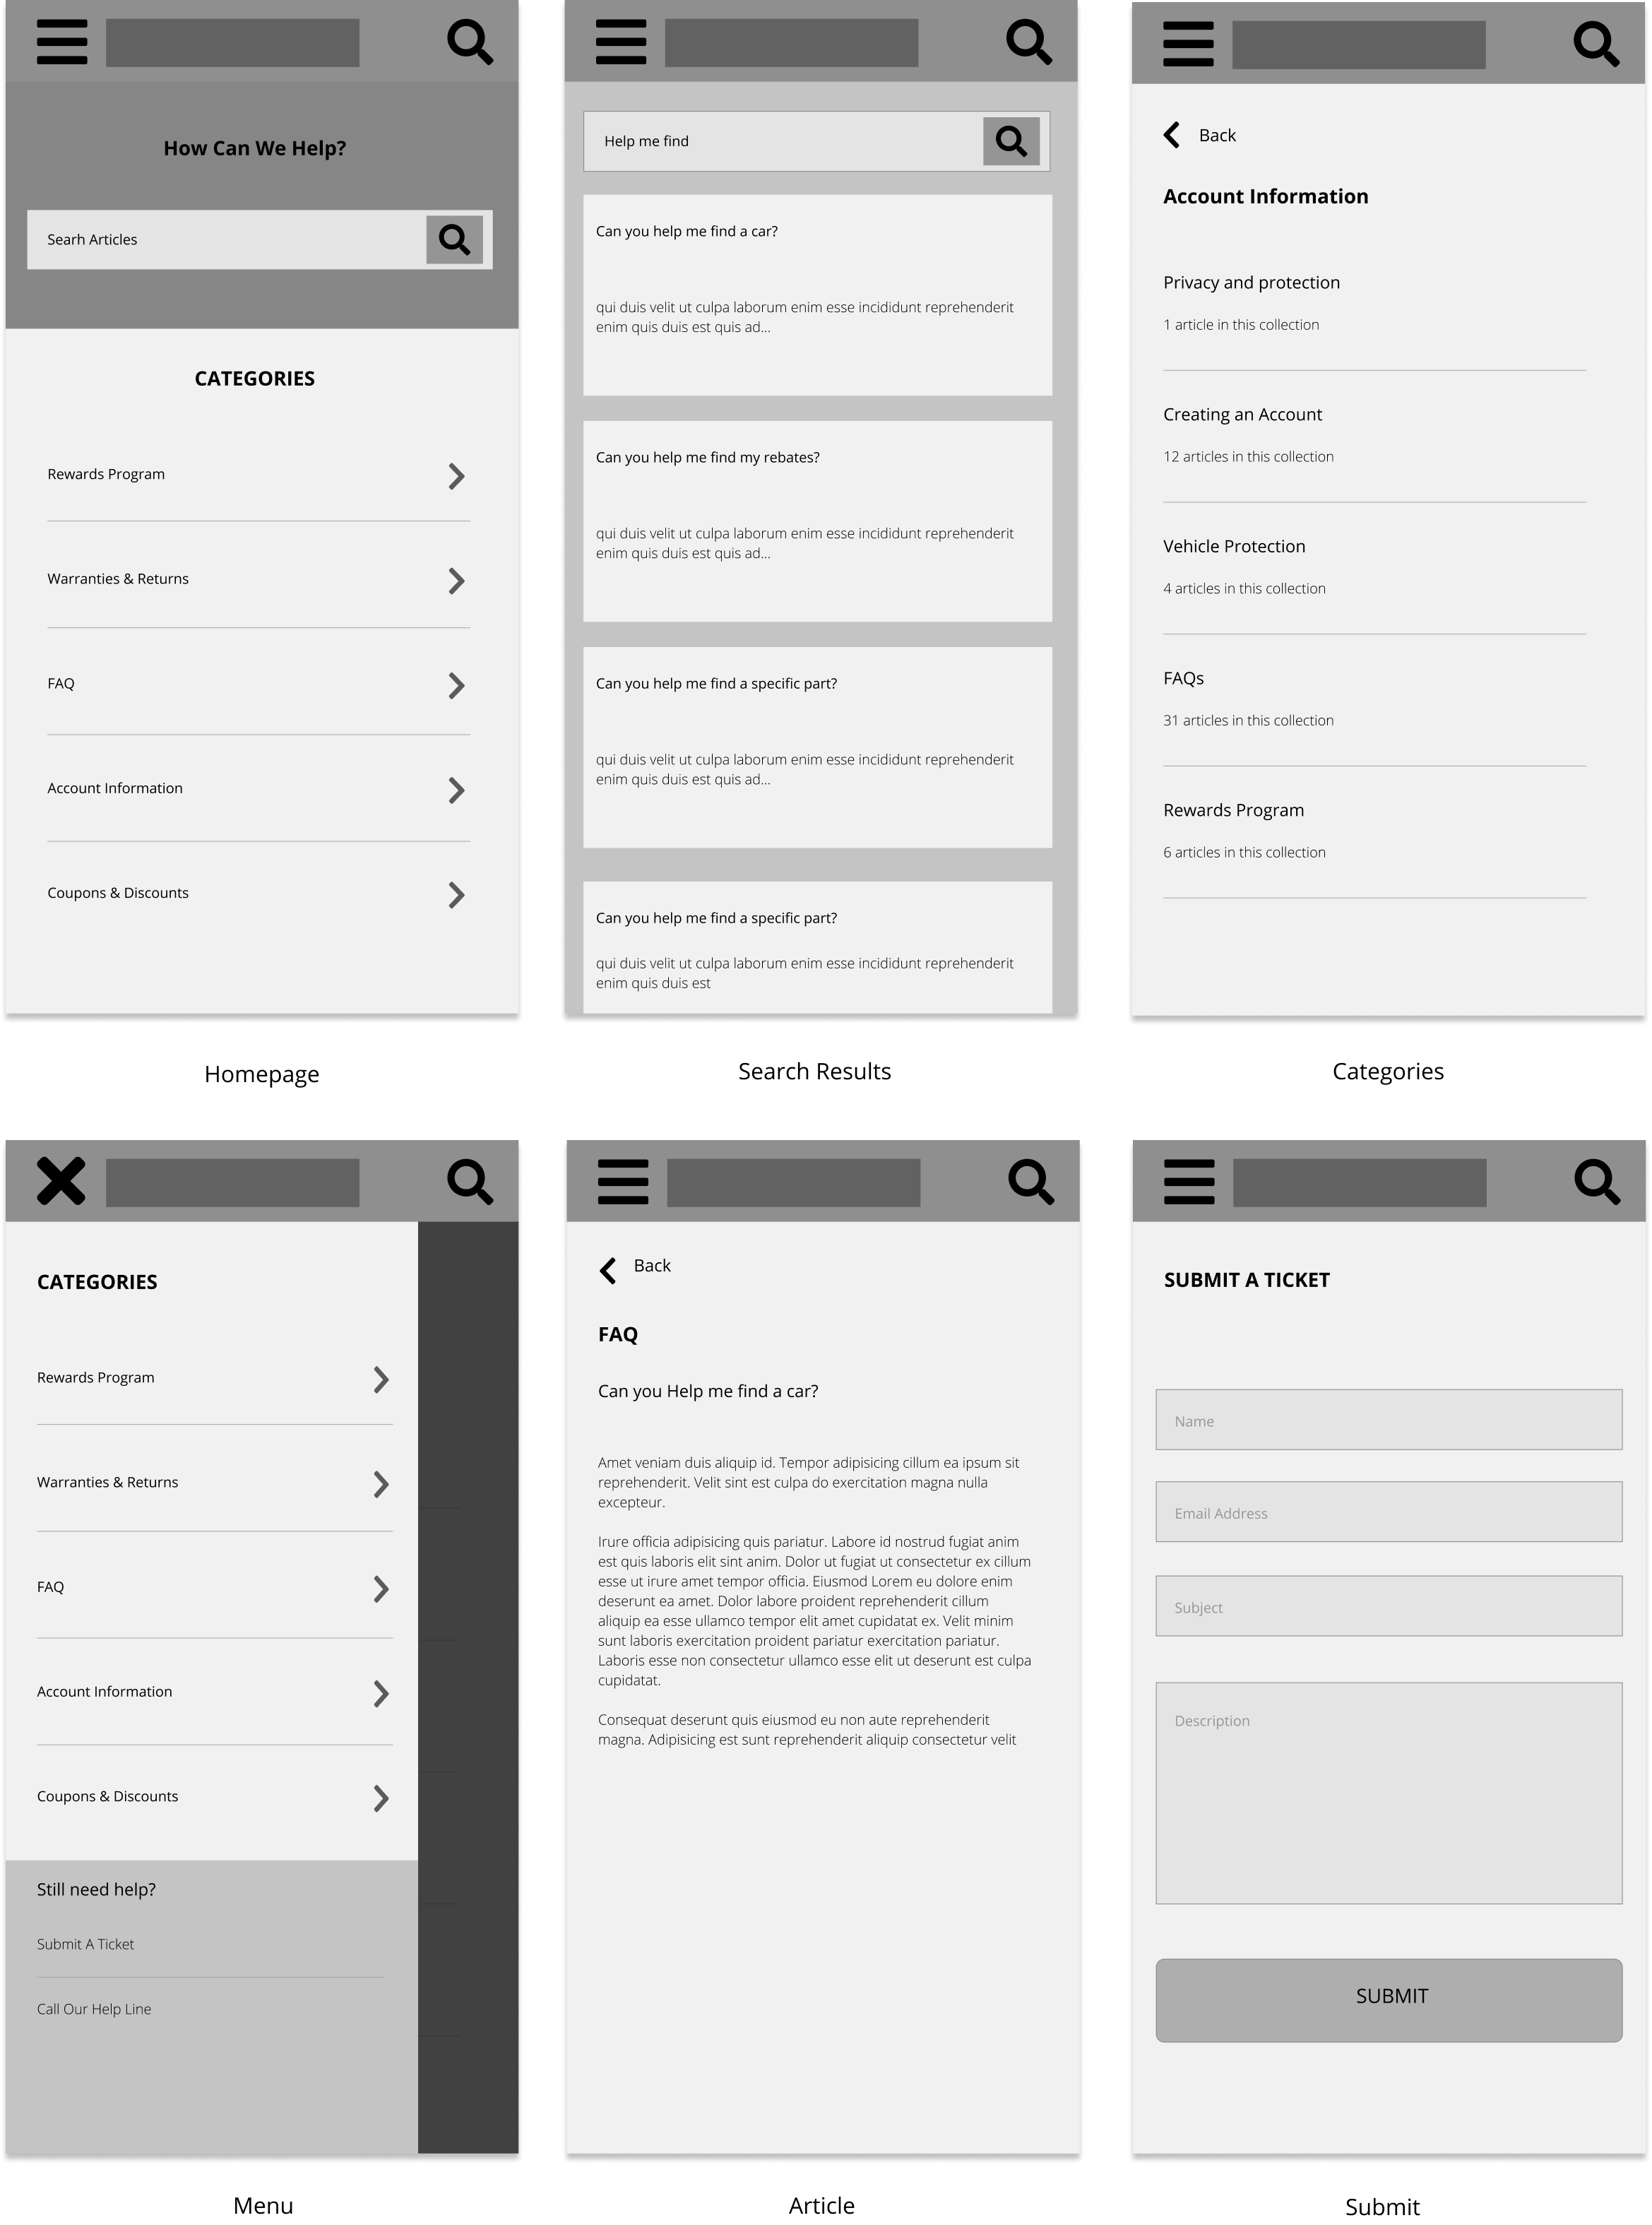 How Can We Help?
Searh Articles
CATEGORIES
Rewards Program
Warranties & Returns
FAQ
Account Information
Coupons & Discounts
Homepage
Help me find
Can you help me find a car?
qui duis velit ut culpa laborum enim esse incididunt reprehenderit
enim quis duis est quis ad...
Can you help me find my rebates?
qui duis velit ut culpa laborum enim esse incididunt reprehenderit
enim quis duis est quis ad...
Can you help me find a specific part?
qui duis velit ut culpa laborum enim esse incididunt reprehenderit
enim quis duis est quis ad...
Can you help me find a specific part?
qui duis velit ut culpa laborum enim esse incididunt reprehenderit
enim quis duis est
Search Results
Back
Account Information
Privacy and protection
1 article in this collection
Creating an Account
12 articles in this collection
Vehicle Protection
4 articles in this collection
FAQs
31 articles in this collection
Rewards Program
6 articles in this collection
Categories
CATEGORIES
Rewards Program
Warranties & Returns
FAQ
Account Information
Coupons & Discounts
Still need help?
Submit A Ticket
Call Our Help Line
Menu
Back
FAQ
Can you Help me find a car?
Amet veniam duis aliquip id. Tempor adipisicing cillum ea ipsum sit
reprehenderit. Velit sint est culpa do exercitation magna nulla
excepteur.
Irure officia adipisicing quis pariatur. Labore id nostrud fugiat anim
est quis laboris elit sint anim. Dolor ut fugiat ut consectetur ex cillum
esse ut irure amet tempor officia. Eiusmod Lorem eu dolore enim
deserunt ea amet. Dolor labore proident reprehenderit cillum
aliquip ea esse ullamco tempor elit amet cupidatat ex. Velit minim
sunt laboris exercitation proident pariatur exercitation pariatur.
Laboris esse non consectetur ullamco esse elit ut deserunt est culpa
cupidatat.
Consequat deserunt quis eiusmod eu non aute reprehenderit
magna. Adipisicing est sunt reprehenderit aliquip consectetur velit
Article
SUBMIT A TICKET
Name
Email Address
Subject
Description
SUBMIT
Submit